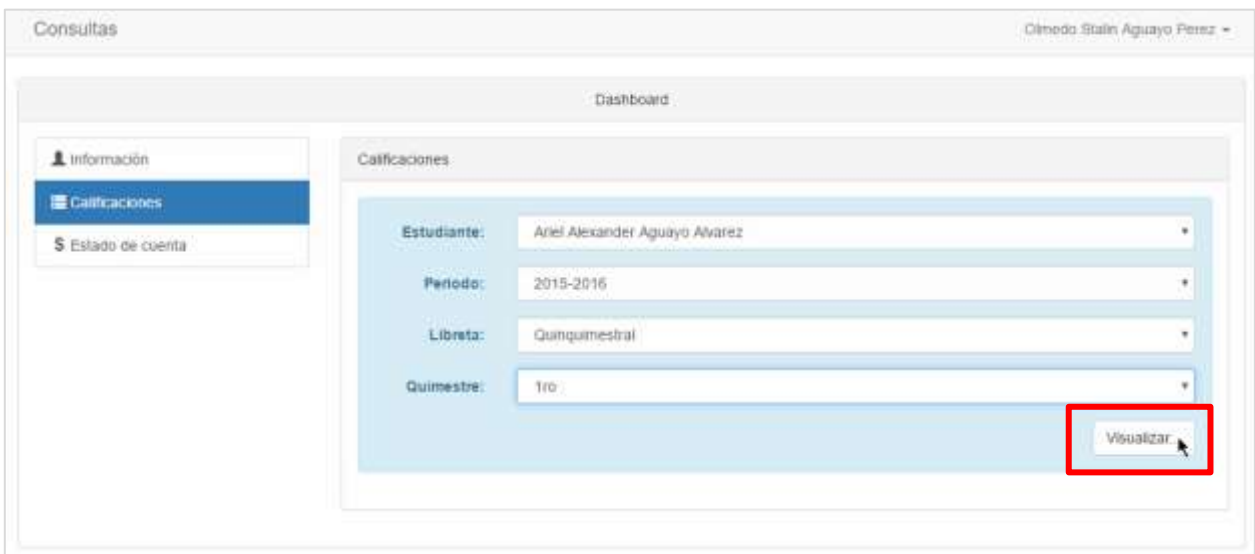 Consultas
Olmedo Stalin Aguayo Perez
Dashboard
Información
Calificaciones
Estado de cuenta
Calificaciones
Estudiante: Ariel Alexander Aguayo Alvarez
Periodo: 2015-2016
Libreta: Quinquimestral
Quimestre: 1ro
Visualizar